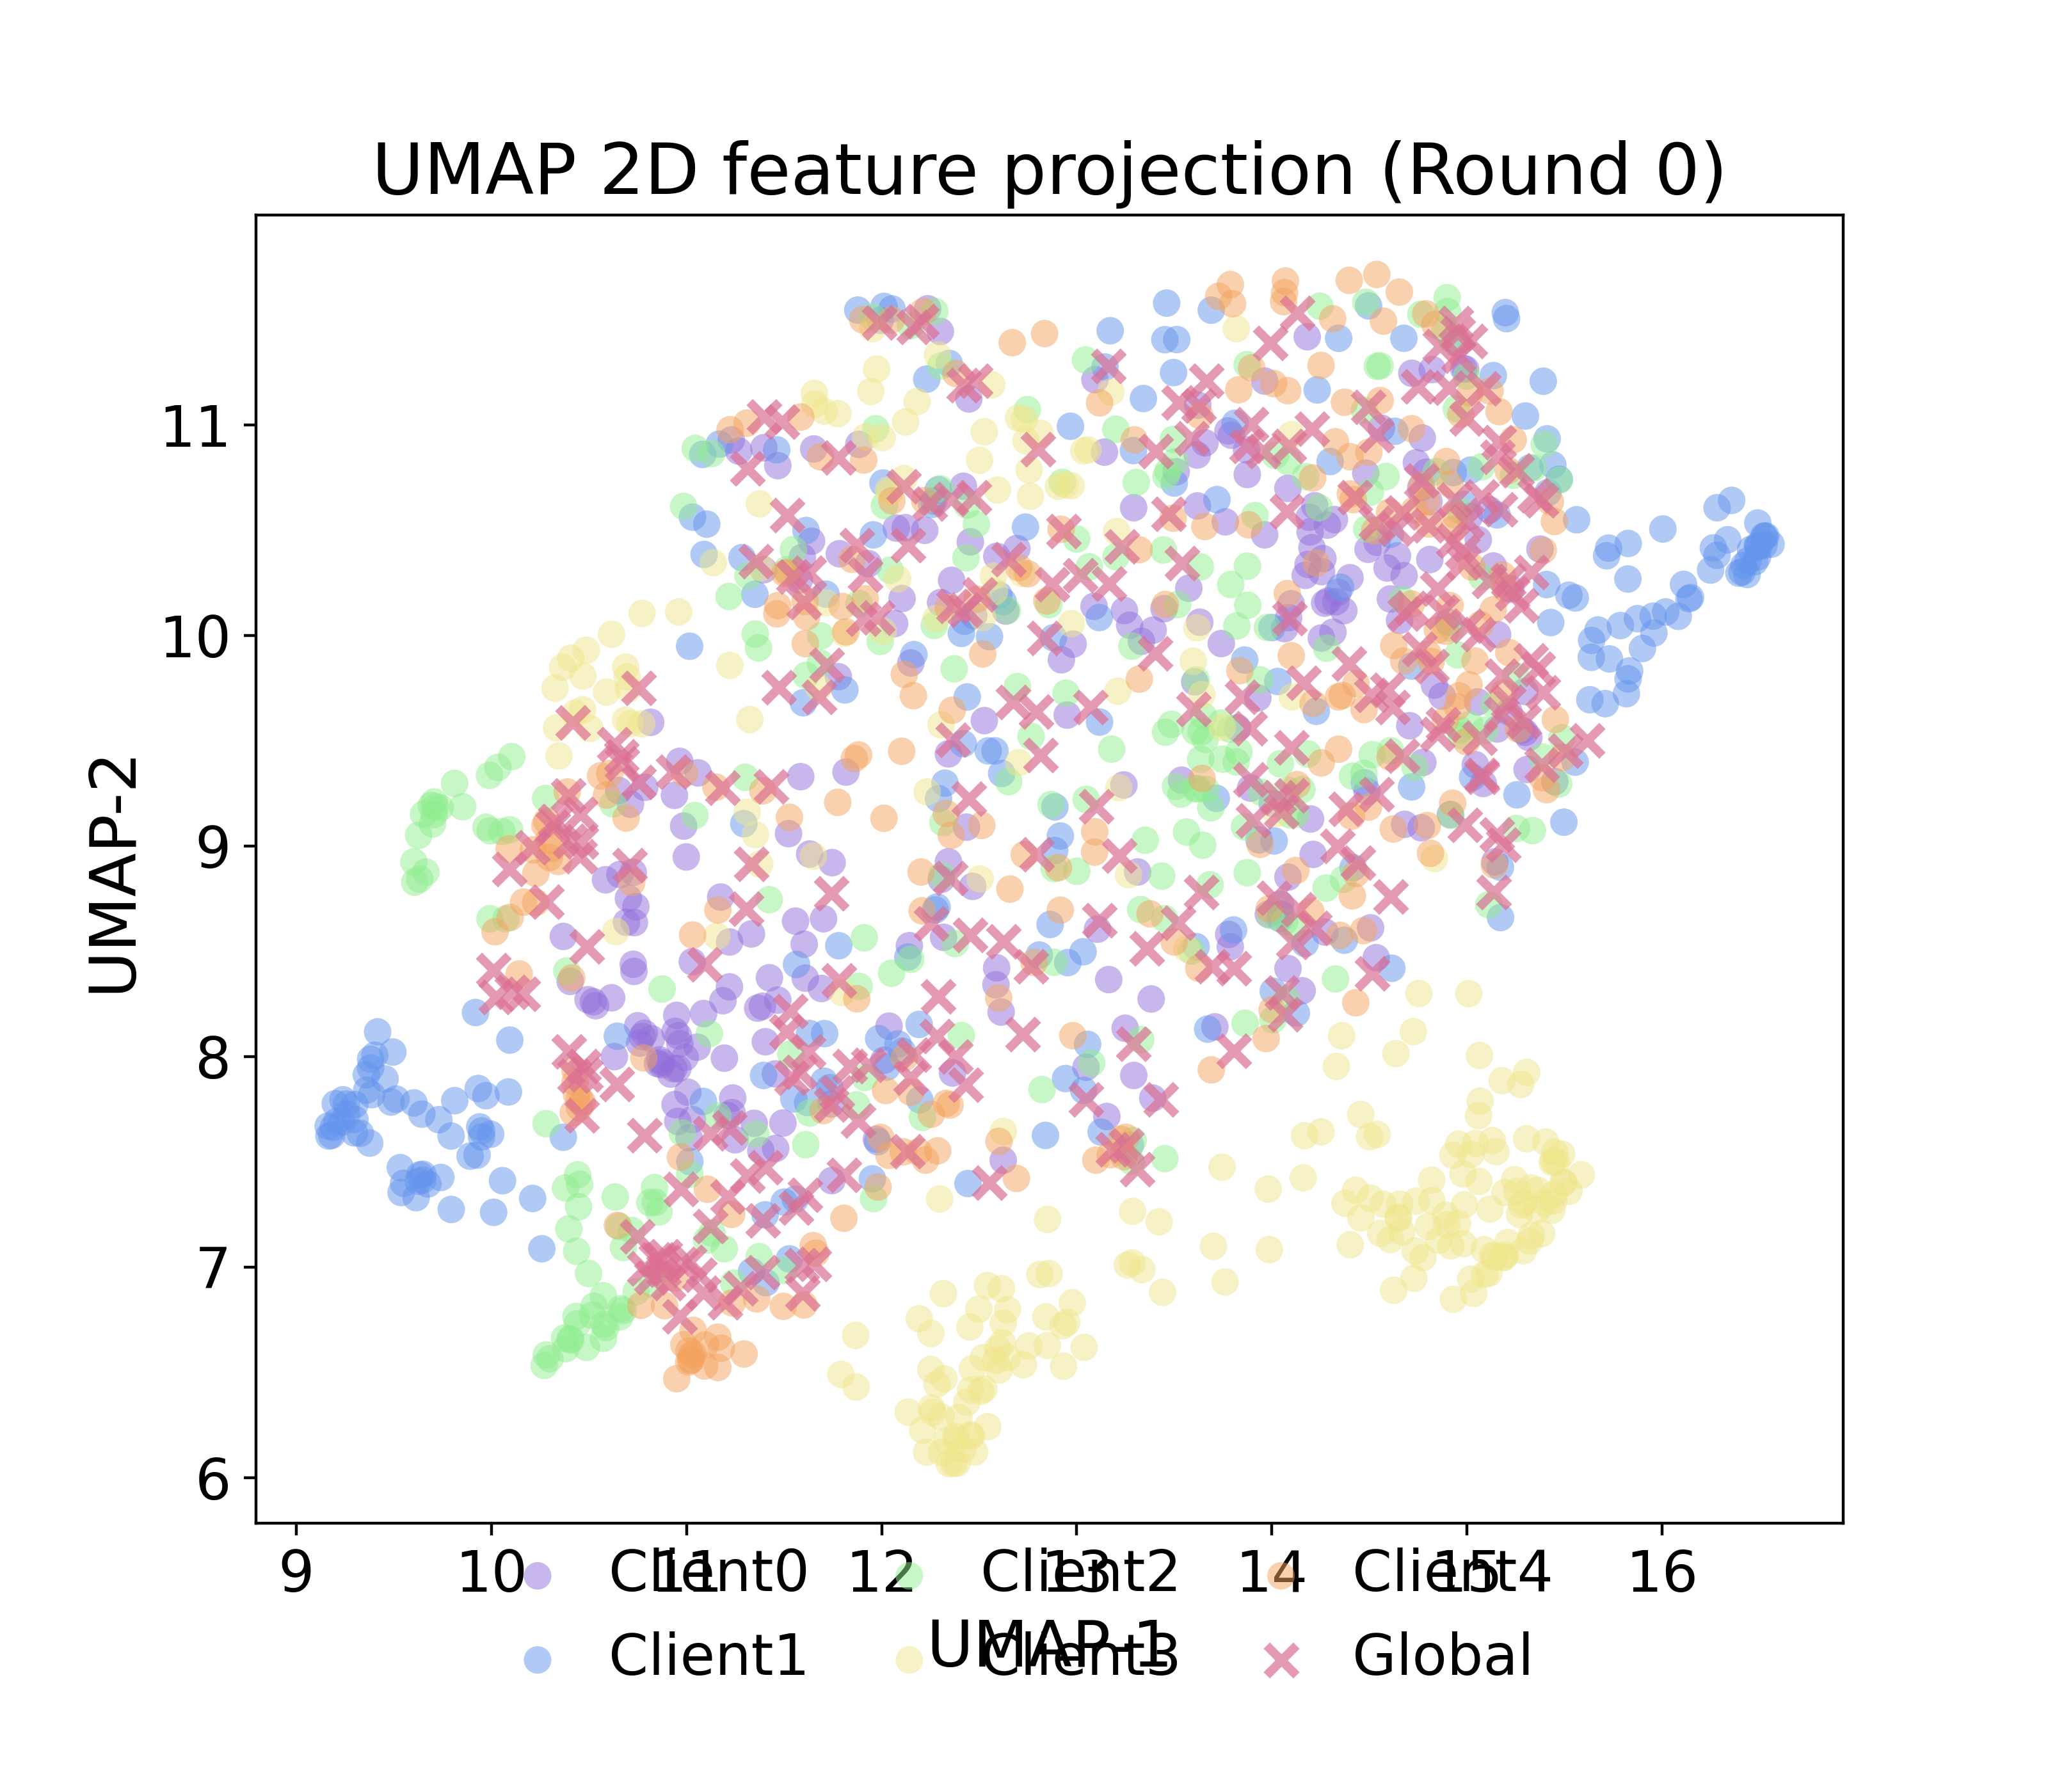 UMAP 2D feature projection (Round 0)
UMAP-2
11
10
9
8
7
6
9 10 11 12 13 14 15 16
Client0 Client2 Client4
UMAP-1
Client1 Client3 Global